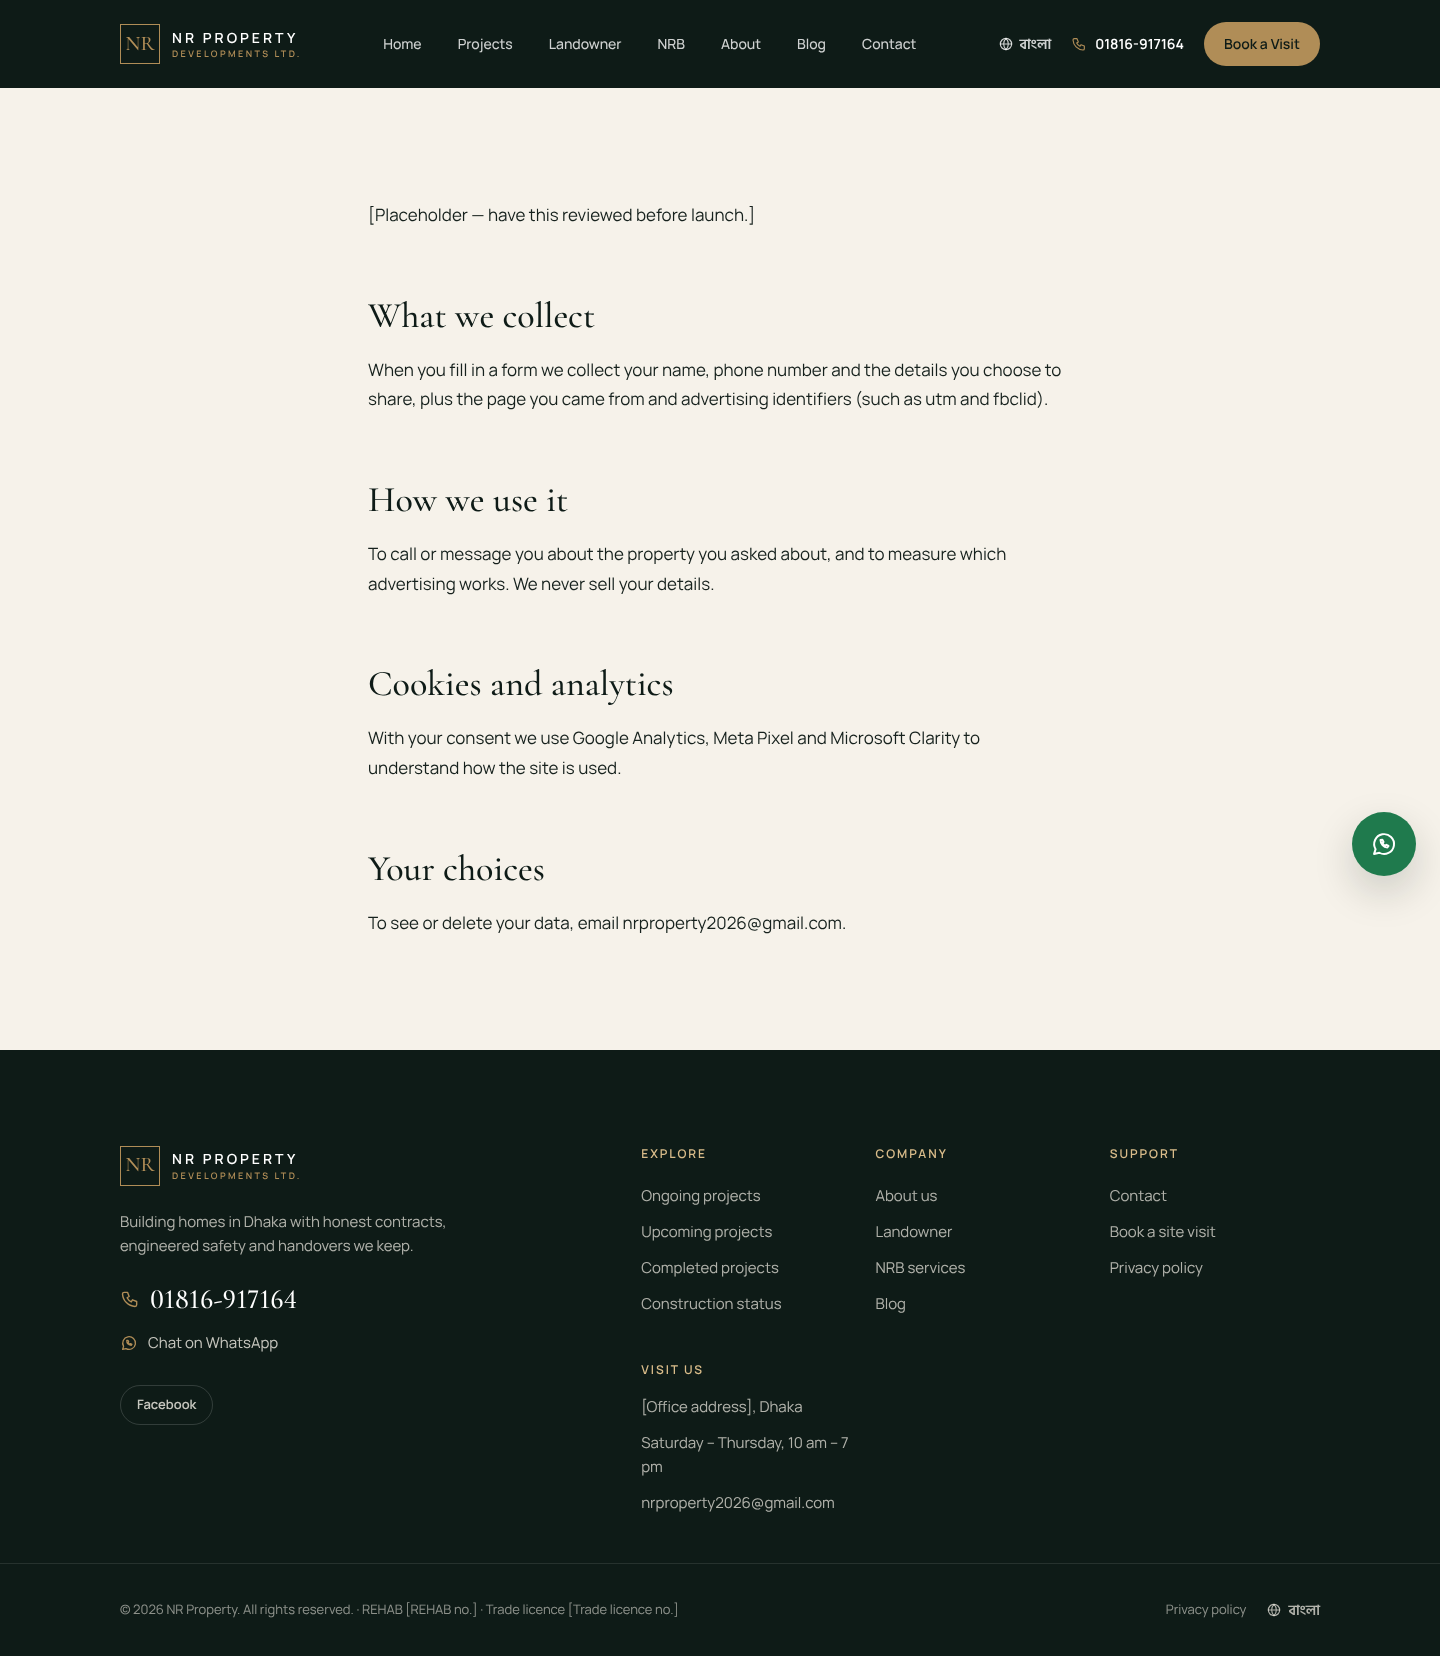 NR
NR PROPERTY
DEVELOPMENTS LTD.
Home Projects Landowner NRB About Blog Contact
বাংলা 01816-917164 Book a Visit
[Placeholder — have this reviewed before launch.]
What we collect
When you fill in a form we collect your name, phone number and the details you choose to
share, plus the page you came from and advertising identifiers (such as utm and fbclid).
How we use it
To call or message you about the property you asked about, and to measure which
advertising works. We never sell your details.
Cookies and analytics
With your consent we use Google Analytics, Meta Pixel and Microsoft Clarity to
understand how the site is used.
Your choices
To see or delete your data, email nrproperty2026@gmail.com.
NR
NR PROPERTY
DEVELOPMENTS LTD.
Building homes in Dhaka with honest contracts,
engineered safety and handovers we keep.
01816-917164
Chat on WhatsApp
Facebook
EXPLORE
Ongoing projects
Upcoming projects
Completed projects
Construction status
COMPANY
About us
Landowner
NRB services
Blog
SUPPORT
Contact
Book a site visit
Privacy policy
VISIT US
[Office address], Dhaka
Saturday – Thursday, 10 am – 7
pm
nrproperty2026@gmail.com
© 2026 NR Property. All rights reserved. · REHAB [REHAB no.] · Trade licence [Trade licence no.]
Privacy policy বাংলা